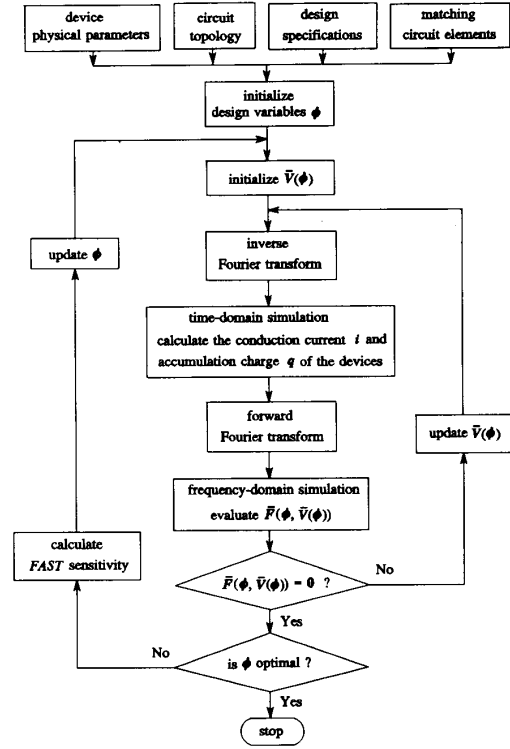 device
physical parameters
circuit
topology
design
specifications
matching
circuit elements
initialize
design variables ϕ
initialize V̄(ϕ)
inverse
Fourier transform
update ϕ
time-domain simulation
calculate the conduction current i and
accumulation charge q of the devices
forward
Fourier transform
update V̄(ϕ)
frequency-domain simulation
evaluate F̄(ϕ, V̄(ϕ))
calculate
FAST sensitivity
F̄(ϕ, V̄(ϕ)) = 0 ?
No
Yes
No
is ϕ optimal ?
Yes
stop